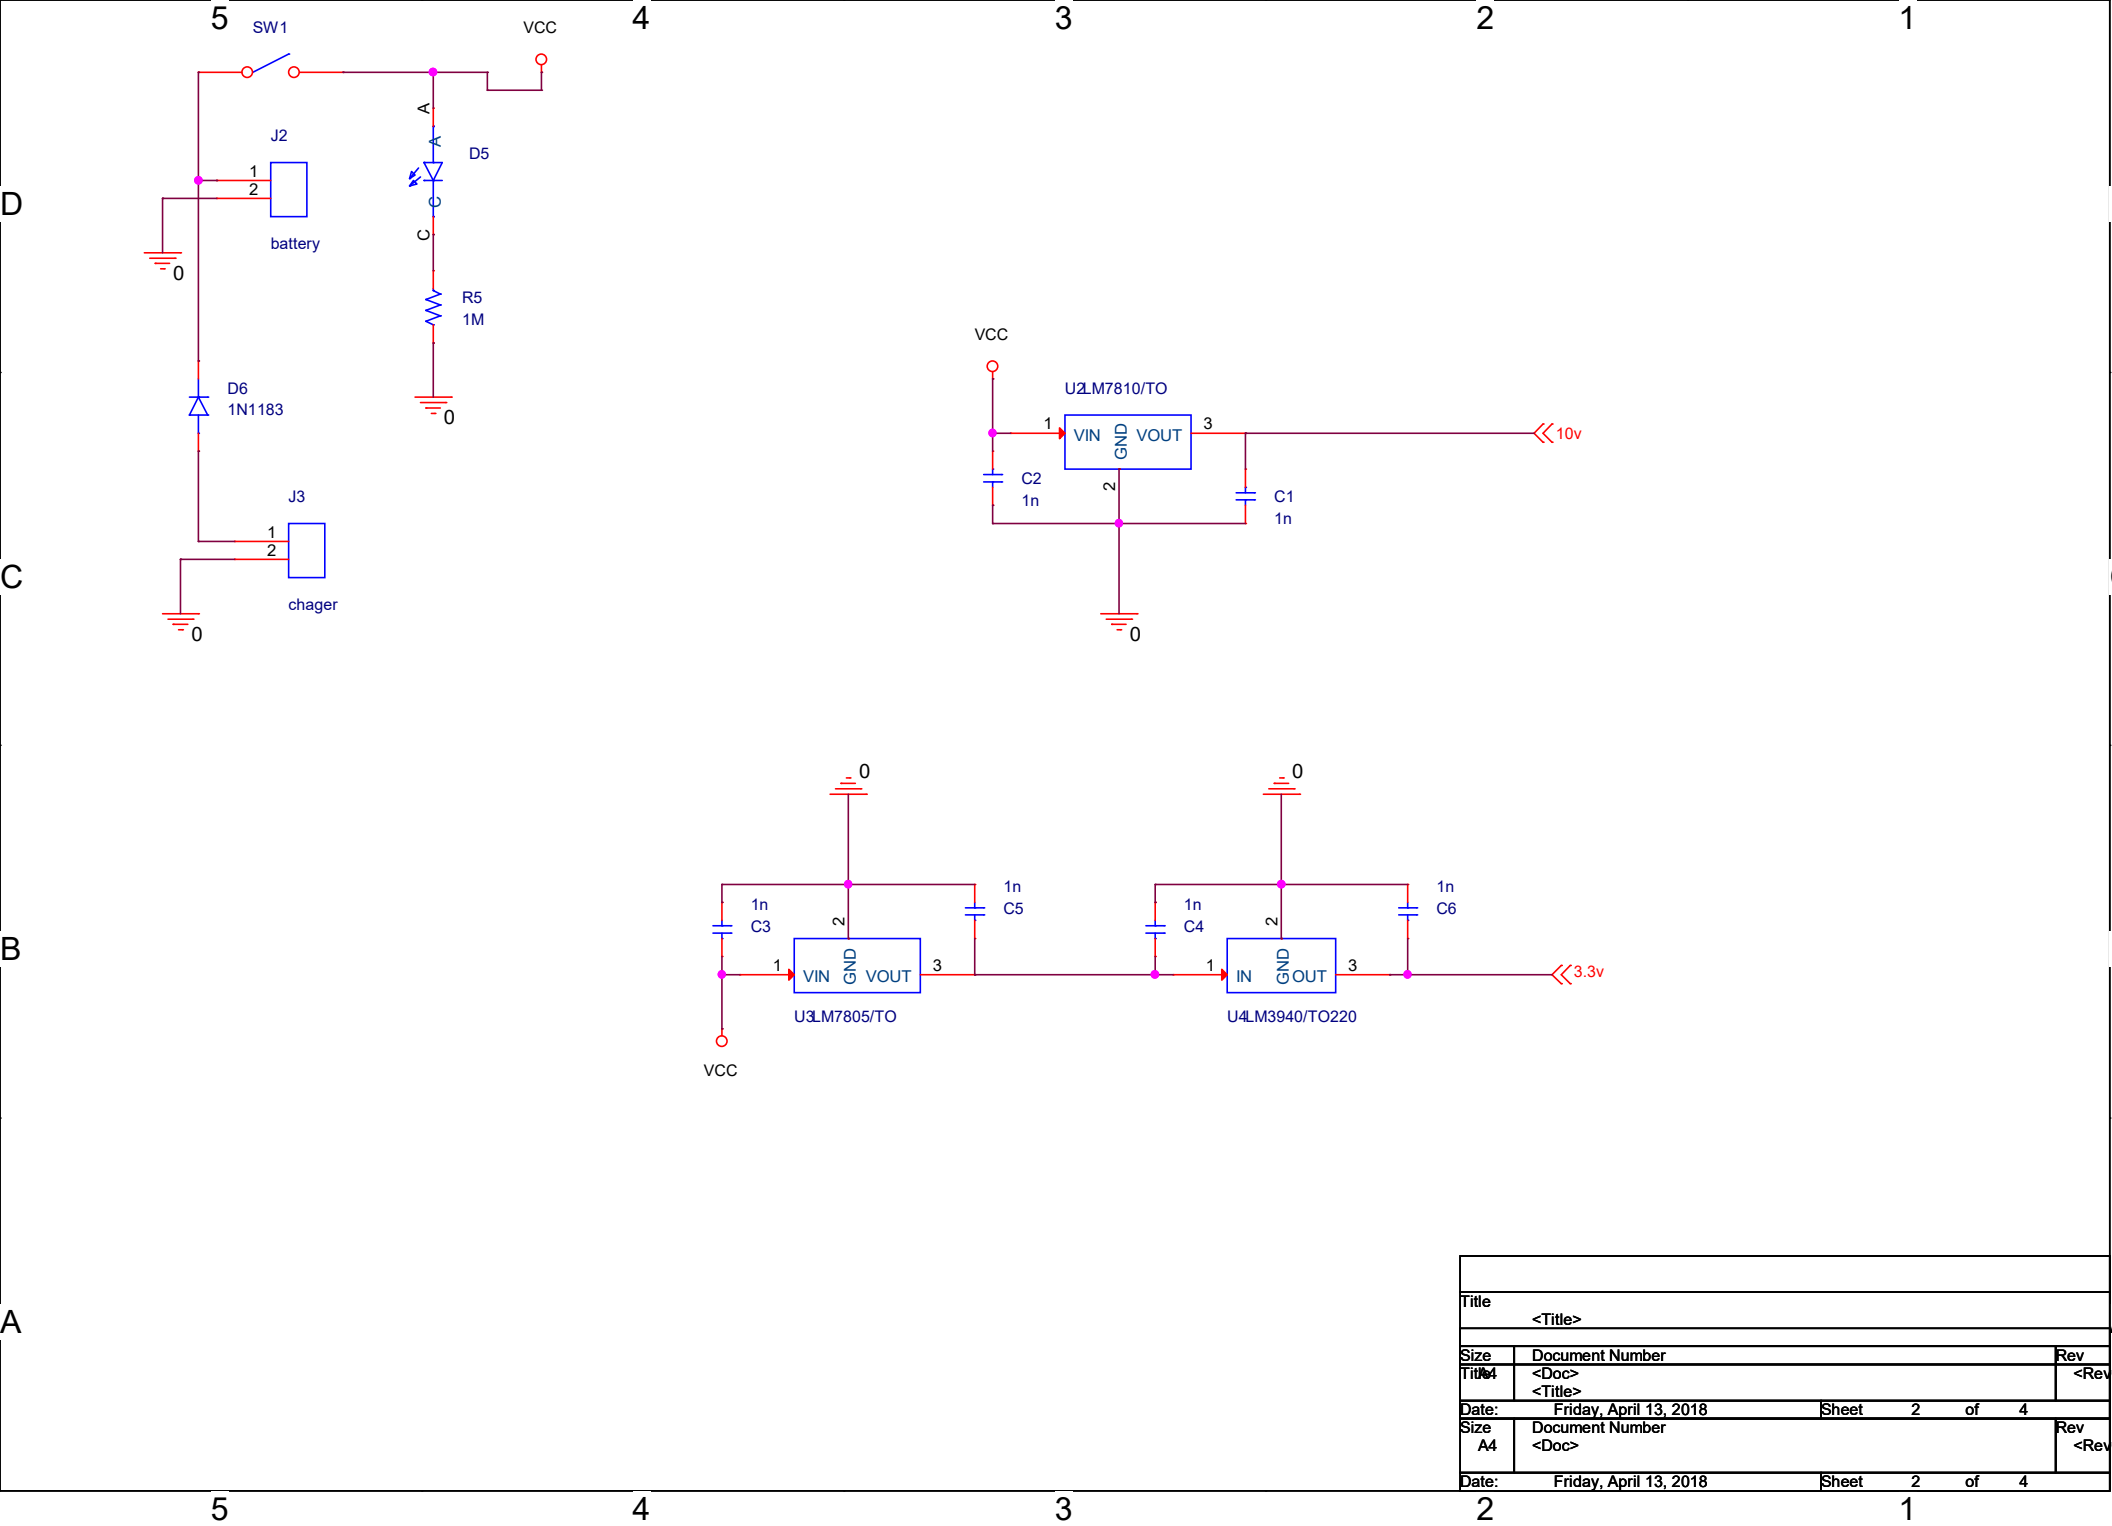 5
4
3
2
1
SW1
VCC
A
A
D5
C
C
J2
1
2
battery
0
D
R5
1M
0
D6
1N1183
J3
1
2
chager
0
C
VCC
U2LM7810/TO
1
VIN
GND
VOUT
3
10v
2
C2
1n
C1
1n
0
0
0
1n
C3
2
1n
C5
1n
C4
2
1n
C6
B
1
VIN
GND
VOUT
3
1
IN
GND
OUT
3
3.3v
U3LM7805/TO
U4LM3940/TO220
VCC
A
Title
<Title>
Size
Document Number
Rev
Title
A4
<Doc>
<Rev
<Title>
Date:
Friday, April 13, 2018
Sheet
2
of
4
Size
Document Number
Rev
A4
<Doc>
<Rev
Date:
Friday, April 13, 2018
Sheet
2
of
4
5
4
3
2
1